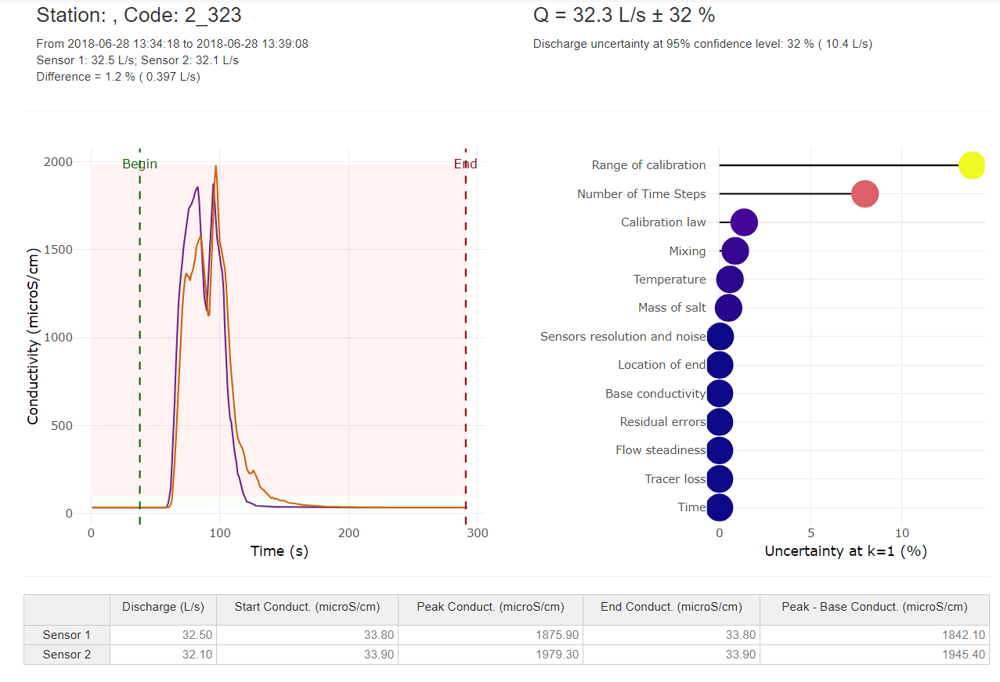 Station: , Code: 2_323
From 2018-06-28 13:34:18 to 2018-06-28 13:39:08
Sensor 1: 32.5 L/s; Sensor 2: 32.1 L/s
Difference = 1.2 % ( 0.397 L/s)
Q = 32.3 L/s ± 32 %
Discharge uncertainty at 95% confidence level: 32 % ( 10.4 L/s)
Begin
End
2000
1500
1000
500
0
Conductivity (microS/cm)
0 100 200 300
Time (s)
Range of calibration
Number of Time Steps
Calibration law
Mixing
Temperature
Mass of salt
Sensors resolution and noise
Location of end
Base conductivity
Residual errors
Flow steadiness
Tracer loss
Time
0 5 10
Uncertainty at k=1 (%)
Discharge (L/s) Start Conduct. (microS/cm) Peak Conduct. (microS/cm) End Conduct. (microS/cm) Peak - Base Conduct. (microS/cm)
Sensor 1 32.50 33.80 1875.90 33.80 1842.10
Sensor 2 32.10 33.90 1979.30 33.90 1945.40